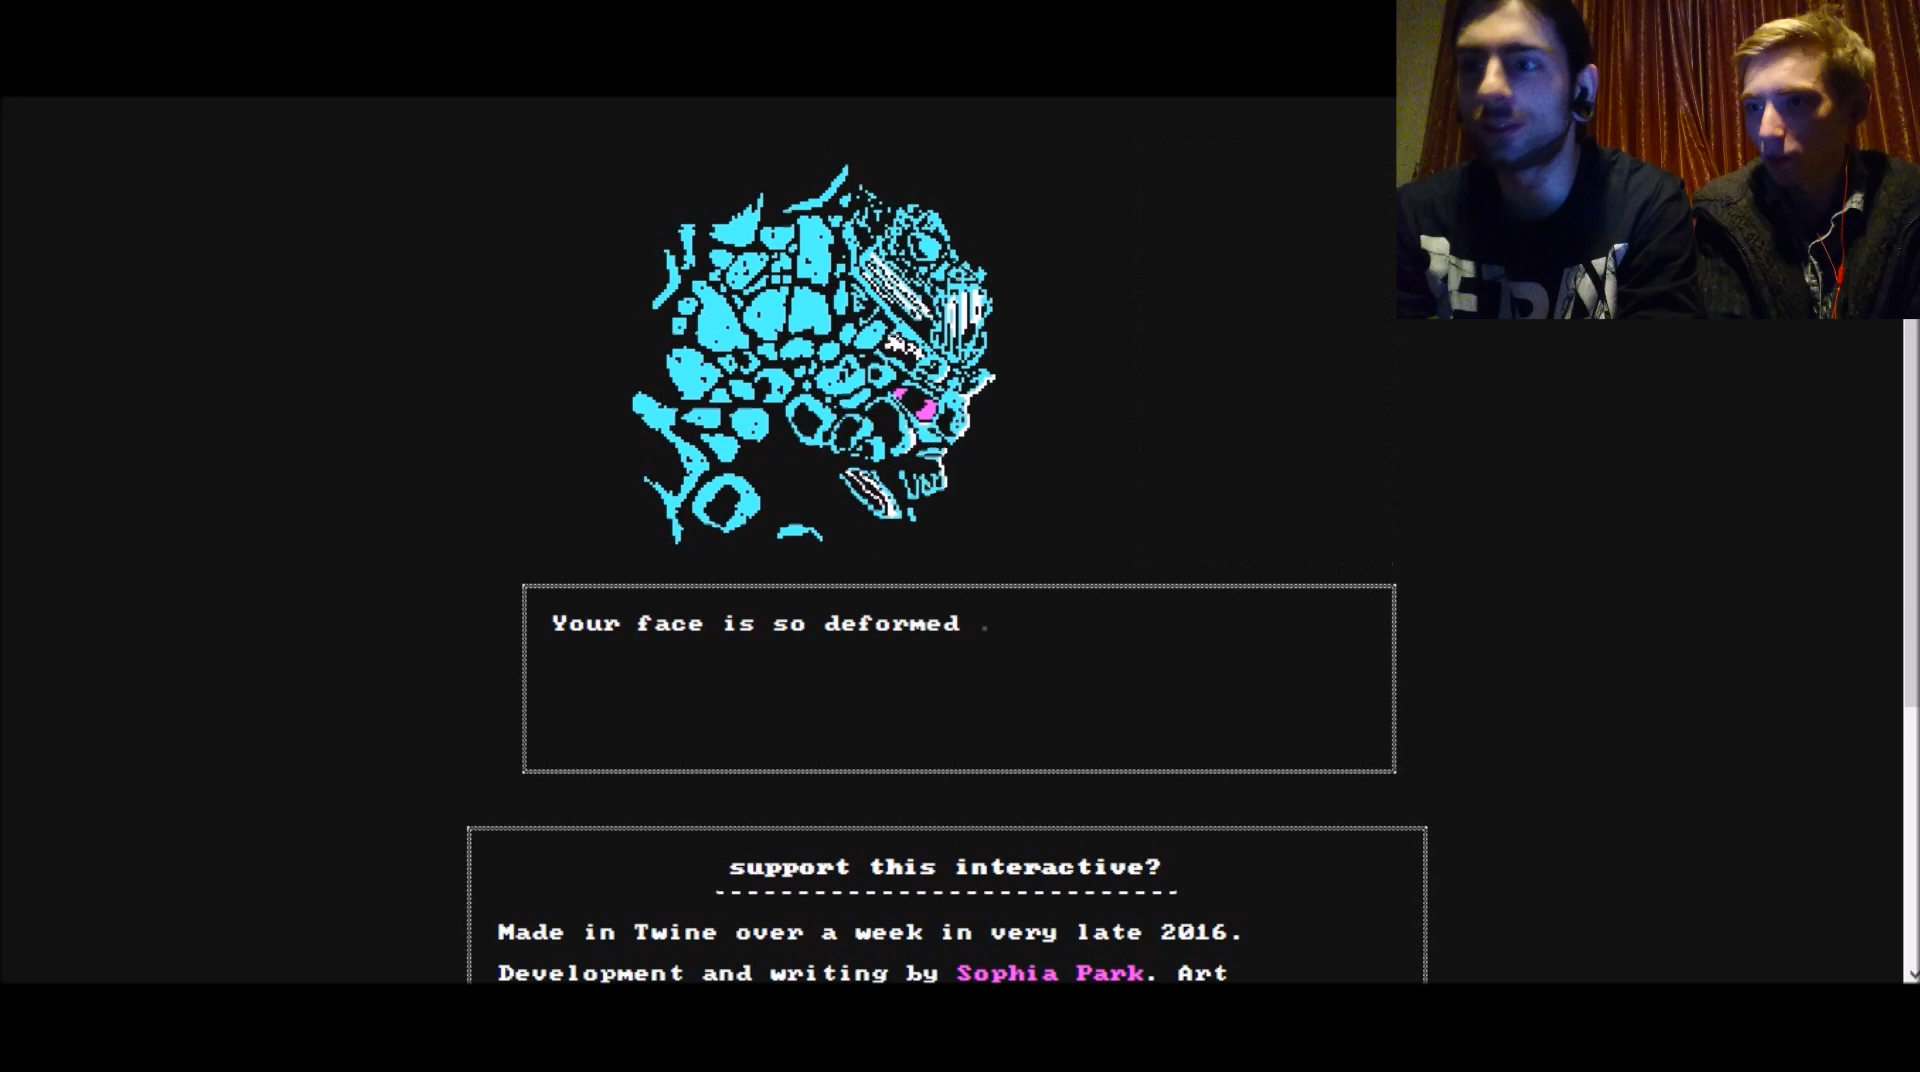 Your face is so deformed .
support this interactive?
Made in Twine over a week in very late 2016.
Development and writing by Sophia Park. Art